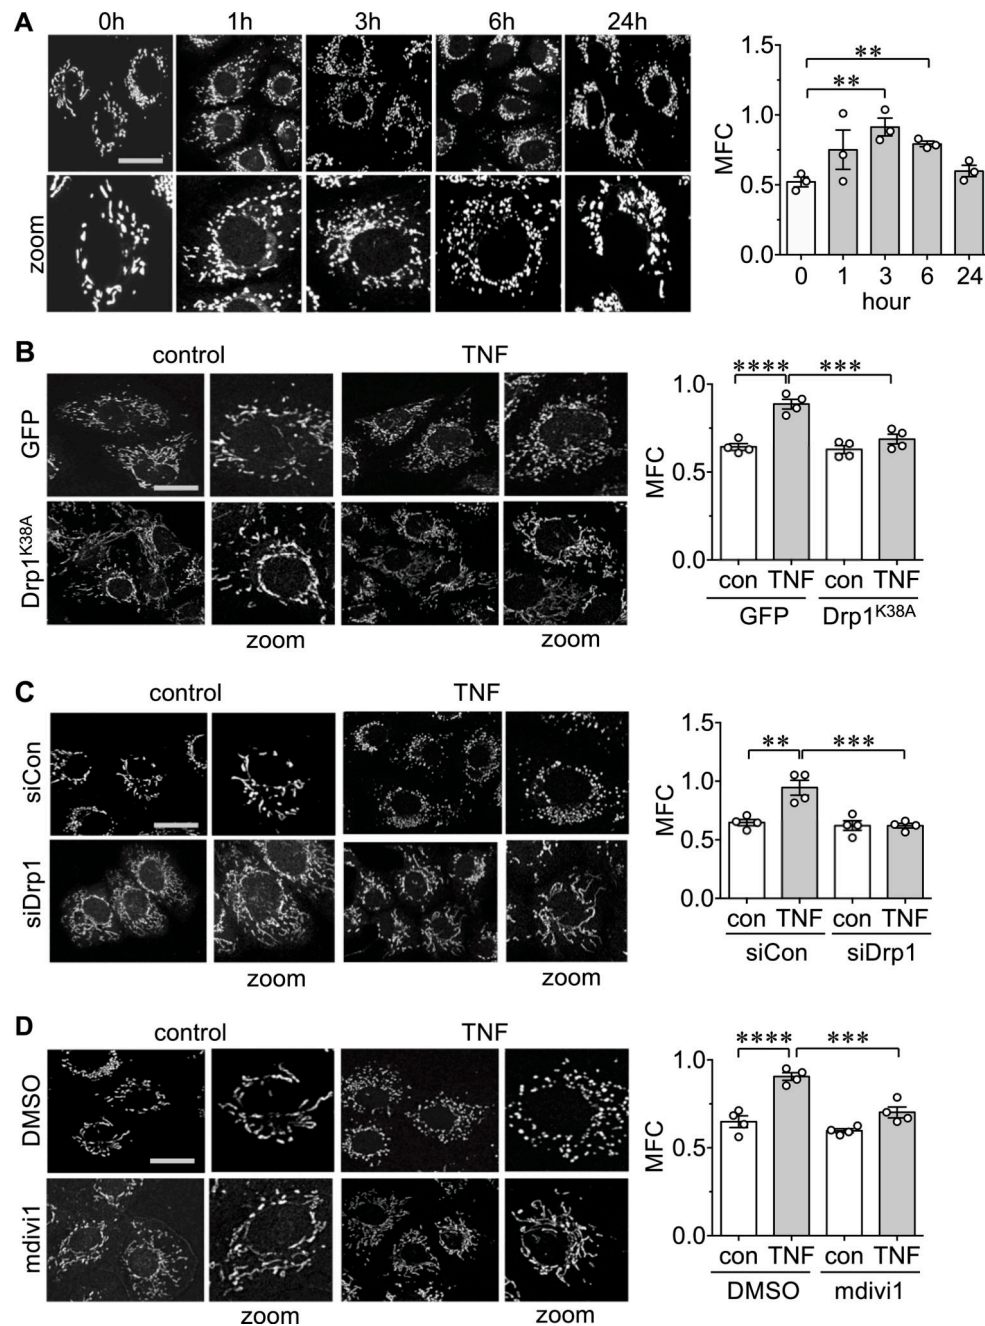 A
0h 1h 3h 6h 24h
zoom
MFC
1.5
1.0
0.5
0.0
** **
0 1 3 6 24
hour
B
control TNF
GFP
Drp1K38A
zoom zoom
MFC
1.0
0.5
0.0
**** ***
con TNF con TNF
GFP Drp1K38A
C
control TNF
siCon
siDrp1
zoom zoom
MFC
1.5
1.0
0.5
0.0
** ***
con TNF con TNF
siCon siDrp1
D
control TNF
DMSO
mdivi1
zoom zoom
MFC
1.0
0.5
0.0
**** ***
con TNF con TNF
DMSO mdivi1